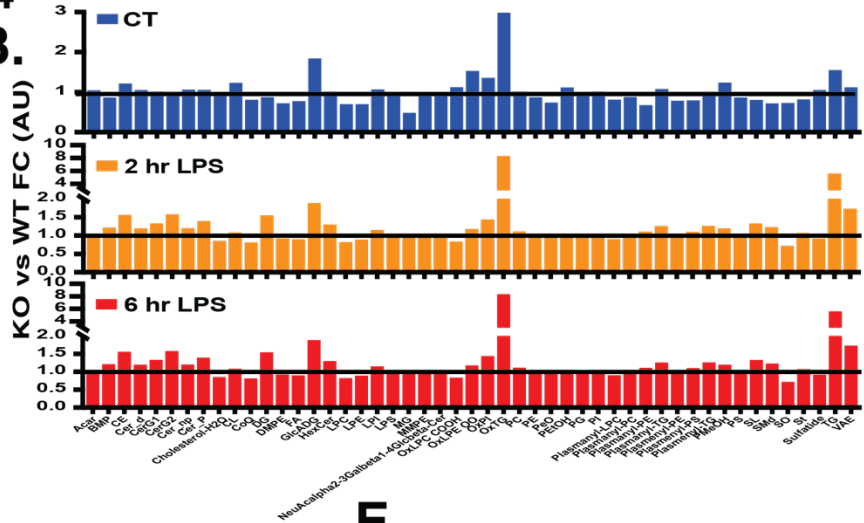 B.
KO vs WT FC (AU)
CT
3
2
1
0
2 hr LPS
10
8
6
4
2.0
1.5
1.0
0.5
0.0
6 hr LPS
10
8
6
4
2.0
1.5
1.0
0.5
0.0
Acar
BMP
CE
Cer_d
CerG1
CerG2
Cer_np
Cer_P
Cholesterol-H2O
CL
CoQ
DG
DMPE
FA
GlcADG
HexCer
LPC
LPE
LPI
LPS
MG
MMPE
NeuAcalpha2-3Galbeta1-4Glcbeta-Cer
OxLPC COOH
OxLPE OO
OxPI
OxTG
PC
PE
PeO
PEtOH
PG
PI
Plasmanyl-LPC
Plasmanyl-PC
Plasmanyl-PE
Plasmanyl-TG
Plasmenyl-PE
Plasmenyl-PS
Plasmenyl-TG
PMeOH
PS
SL
SMd
SO
St
Sulfatide
TG
VAE
E